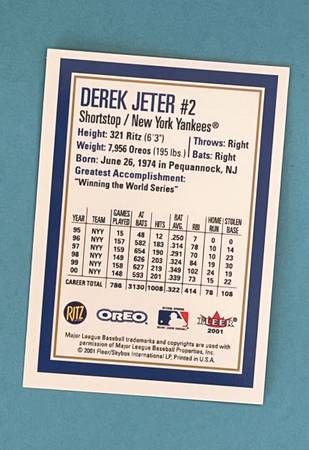 DEREK JETER #2
Shortstop / New York Yankees®
Height: 321 Ritz (6'3") Throws: Right
Weight: 7,956 Oreos (195 lbs.) Bats: Right
Born: June 26, 1974 in Pequannock, NJ
Greatest Accomplishment:
"Winning the World Series"
YEAR TEAM GAMES PLAYED AT BATS HITS BAT AVG. RBI HOME RUN STOLEN BASE
95 NYY 15 48 12 .250 7 0 0
96 NYY 157 582 183 .314 78 10 14
97 NYY 159 654 190 .291 70 10 23
98 NYY 149 626 203 .324 84 19 30
99 NYY 158 627 219 .349 102 24 19
00 NYY 148 593 201 .339 73 15 22
CAREER TOTAL 786 3130 1008 .322 414 78 108
RITZ OREO FLEER
2001
Major League Baseball trademarks and copyrights are used with
permission of Major League Baseball Properties, Inc.
© 2001 Fleer/Skybox International LP, Printed in U.S.A.